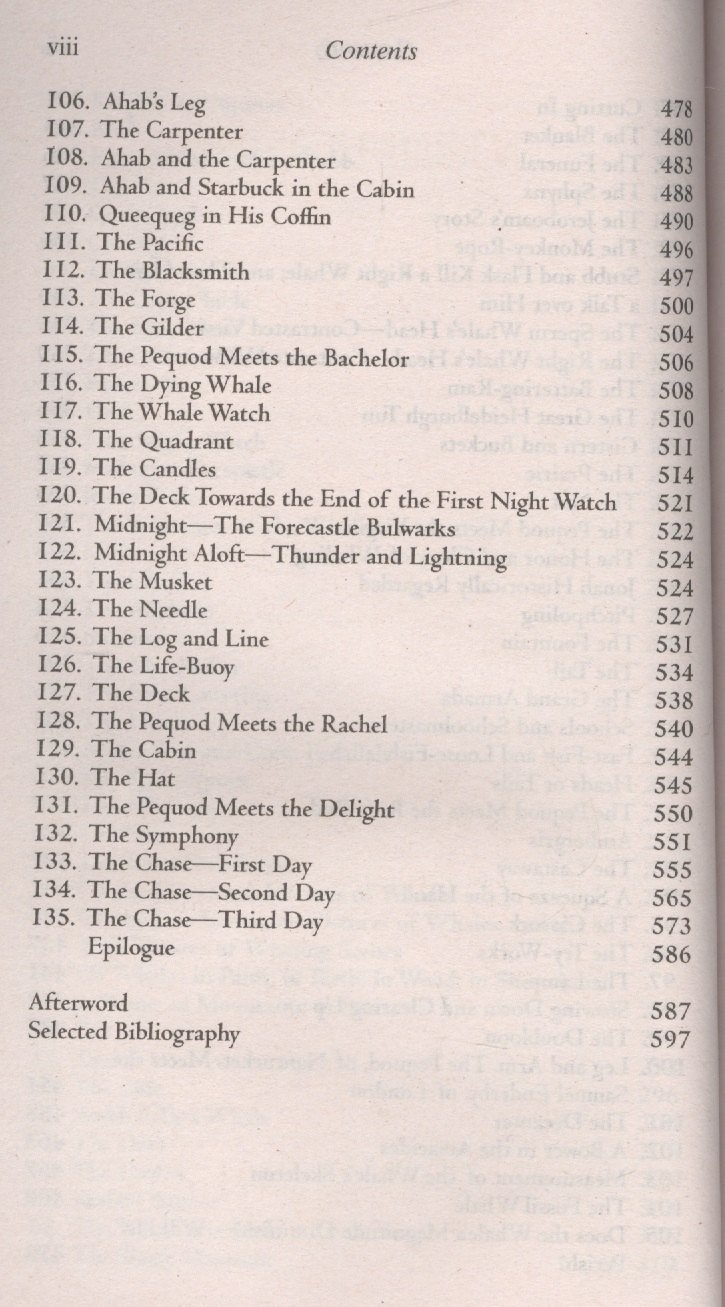 viii Contents
106. Ahab's Leg 478
107. The Carpenter 480
108. Ahab and the Carpenter 483
109. Ahab and Starbuck in the Cabin 488
110. Queequeg in His Coffin 490
111. The Pacific 496
112. The Blacksmith 497
113. The Forge 500
114. The Gilder 504
115. The Pequod Meets the Bachelor 506
116. The Dying Whale 508
117. The Whale Watch 510
118. The Quadrant 511
119. The Candles 514
120. The Deck Towards the End of the First Night Watch 521
121. Midnight—The Forecastle Bulwarks 522
122. Midnight Aloft—Thunder and Lightning 524
123. The Musket 524
124. The Needle 527
125. The Log and Line 531
126. The Life-Buoy 534
127. The Deck 538
128. The Pequod Meets the Rachel 540
129. The Cabin 544
130. The Hat 545
131. The Pequod Meets the Delight 550
132. The Symphony 551
133. The Chase—First Day 555
134. The Chase—Second Day 565
135. The Chase—Third Day 573
Epilogue 586
Afterword 587
Selected Bibliography 597